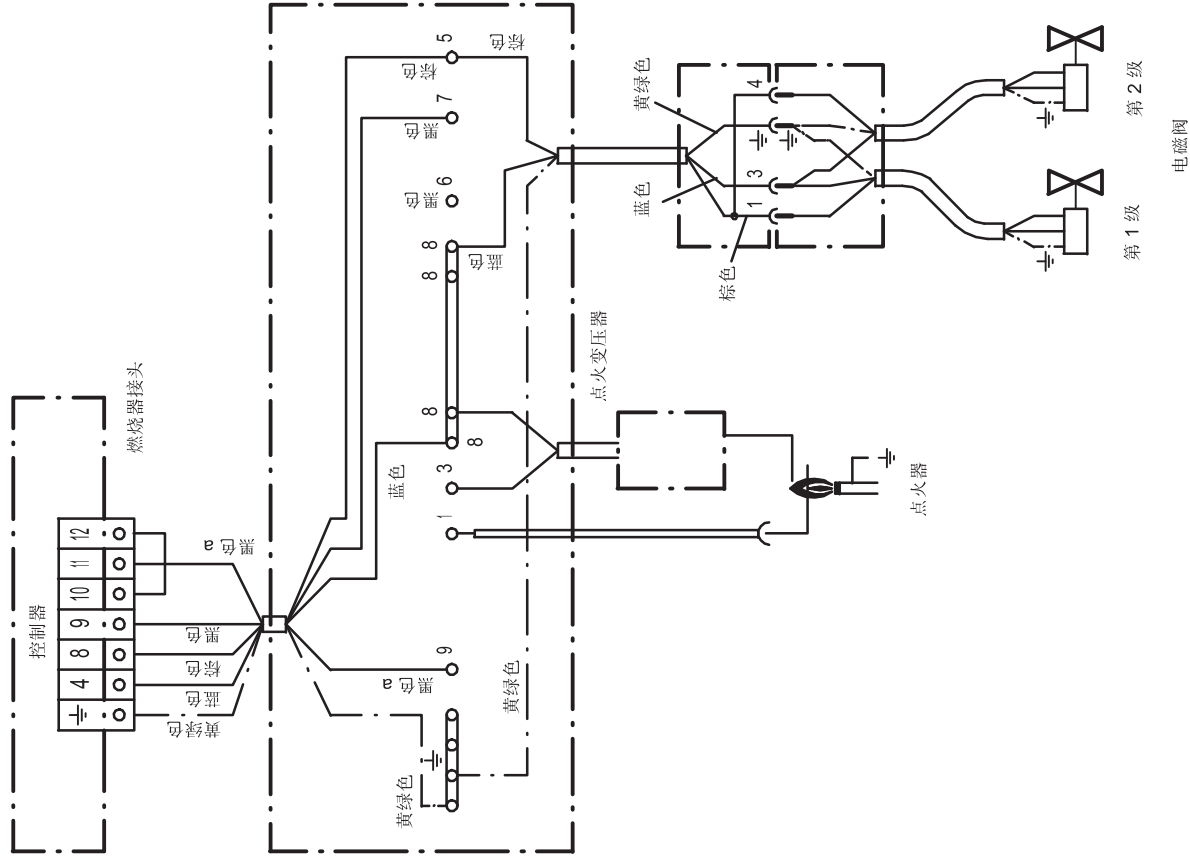 控制器
12
11
10
9
8
4
燃烧器接头
黑色 a
黑色
棕色
蓝色
黄绿色
棕色
5
棕色
黑色
7
黑色
6
8
8
蓝色
8
8
蓝色
3
1
黑色 a
9
黄绿色
黄绿色
点火变压器
点火器
黄绿色
蓝色
棕色
4
3
1
第 2 级
第 1 级
电磁阀